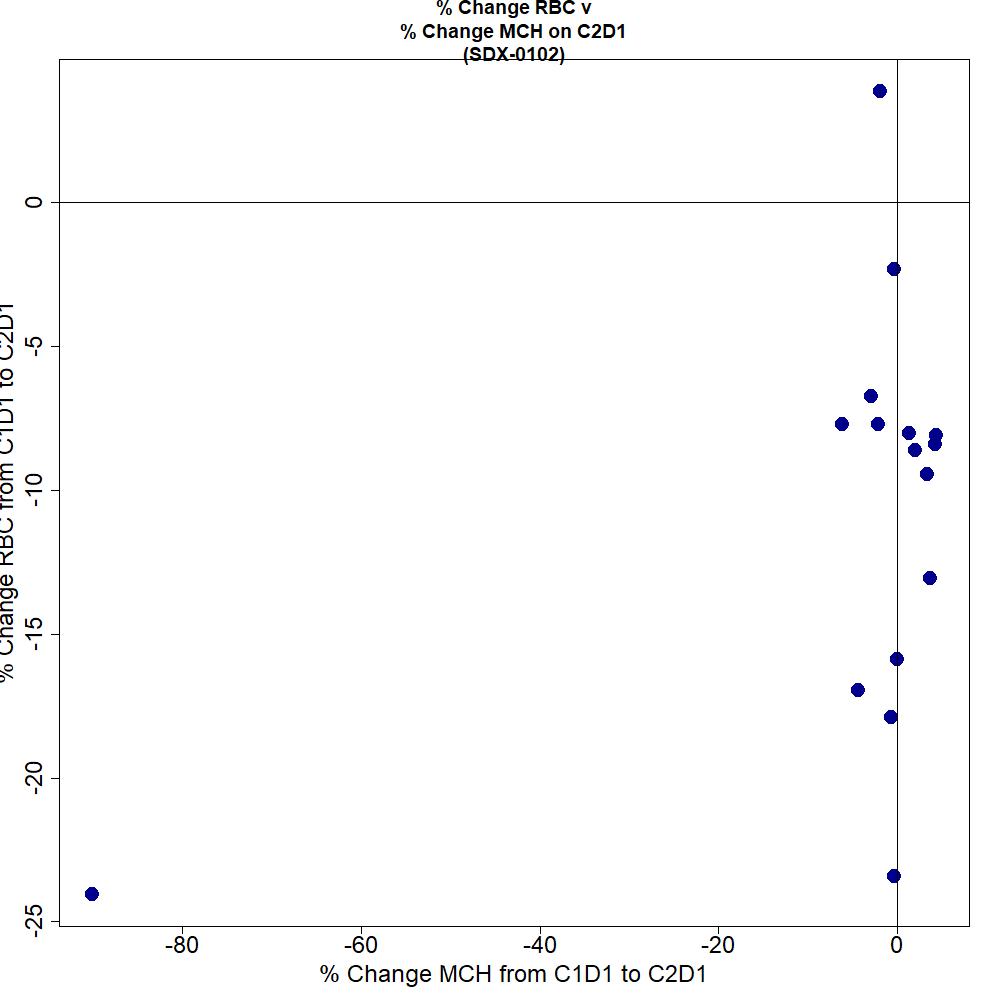 % Change RBC v
% Change MCH on C2D1
(SDX-0102)
% Change RBC from C1D1 to C2D1
0
-5
-10
-15
-20
-25
-80
-60
-40
-20
0
% Change MCH from C1D1 to C2D1